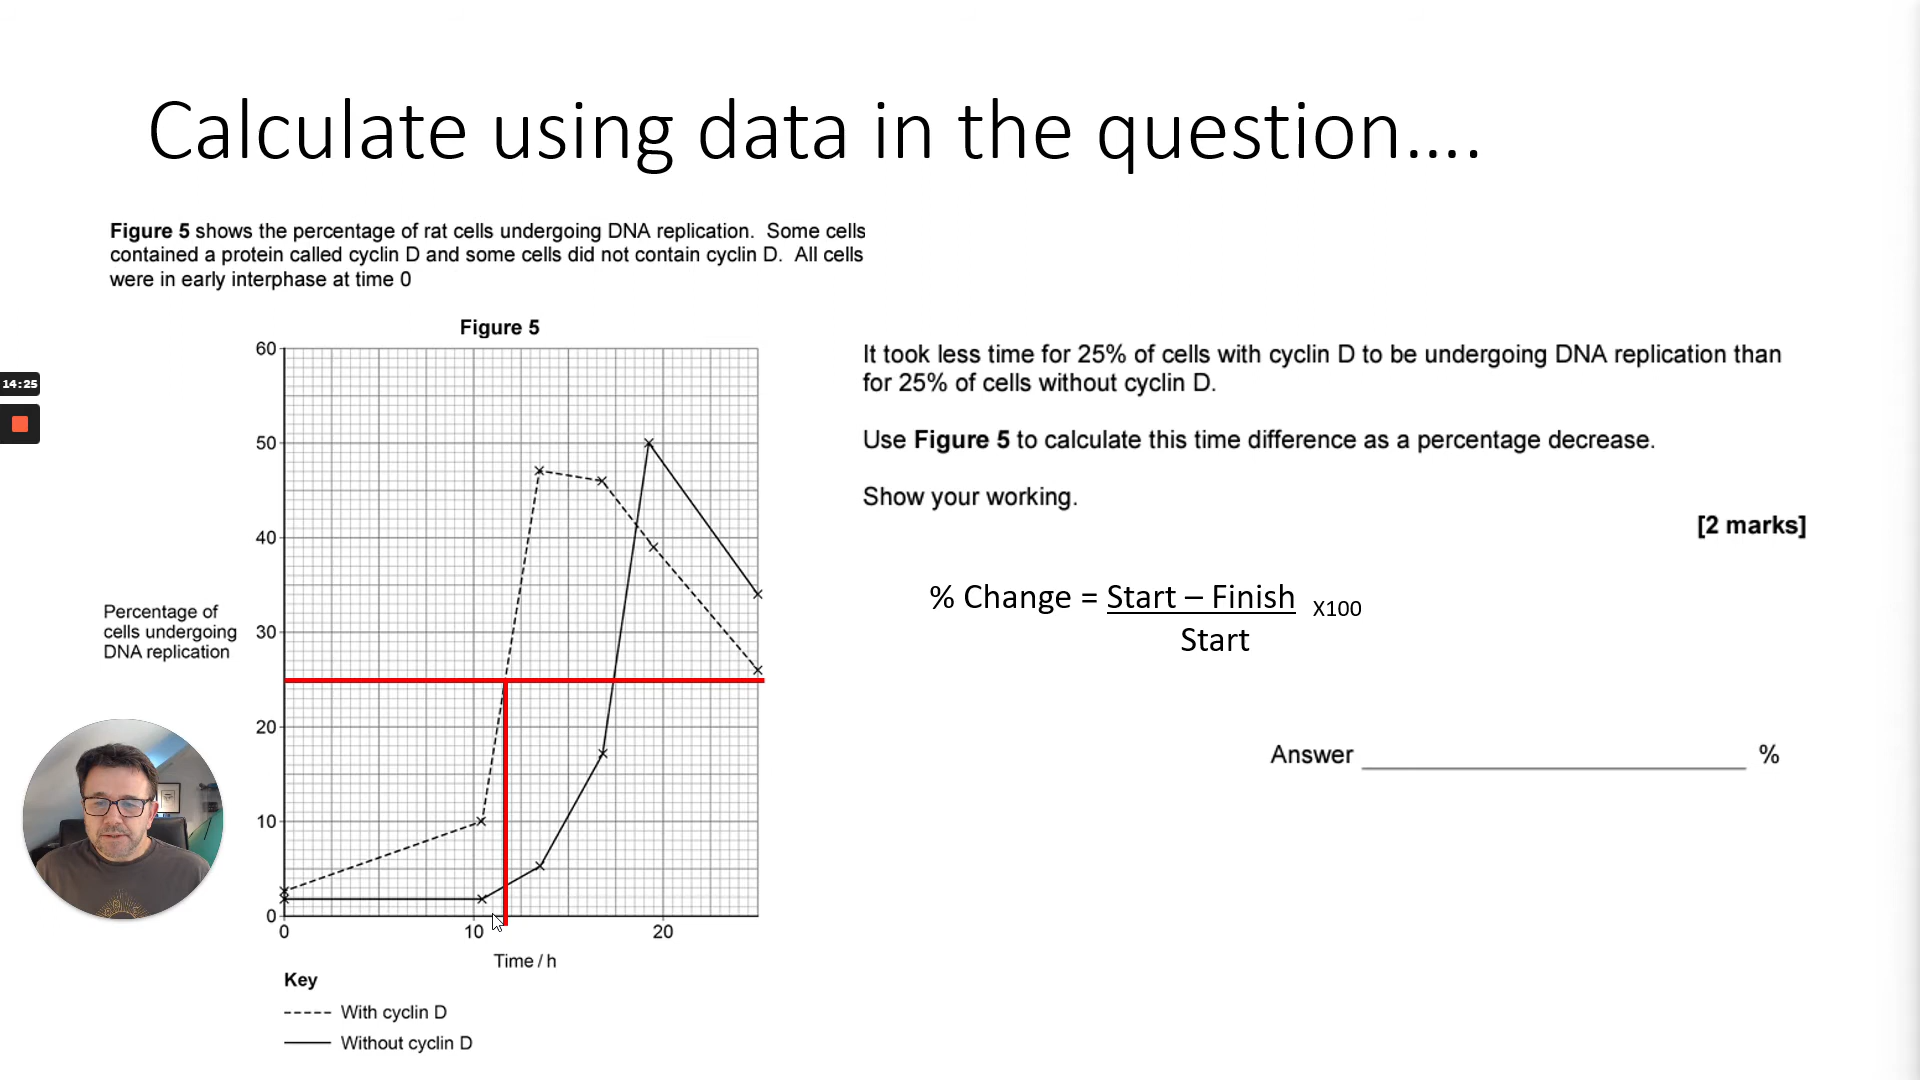 Calculate using data in the question....
Figure 5 shows the percentage of rat cells undergoing DNA replication. Some cells
contained a protein called cyclin D and some cells did not contain cyclin D. All cells
were in early interphase at time 0
Figure 5
60
50
40
30
20
10
0
Percentage of
cells undergoing
DNA replication
0
10
20
Time / h
Key
With cyclin D
Without cyclin D
14:25
It took less time for 25% of cells with cyclin D to be undergoing DNA replication than
for 25% of cells without cyclin D.
Use Figure 5 to calculate this time difference as a percentage decrease.
Show your working.
[2 marks]
% Change = Start – Finish X100
Start
Answer %